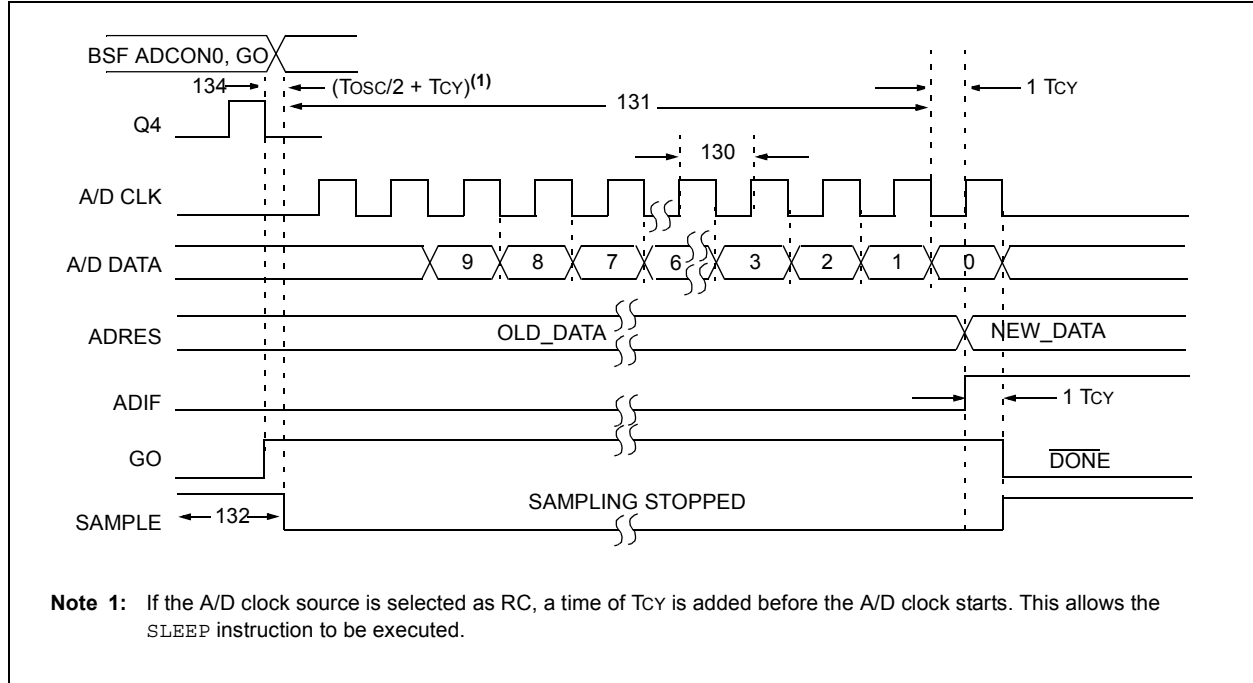 BSF ADCON0, GO
134
(TOSC/2 + TCY)(1)
131
1 TCY
Q4
130
A/D CLK
A/D DATA
9 8 7 6 3 2 1 0
ADRES
OLD_DATA
NEW_DATA
ADIF
1 TCY
GO
DONE
SAMPLING STOPPED
SAMPLE
132
Note 1: If the A/D clock source is selected as RC, a time of TCY is added before the A/D clock starts. This allows the
SLEEP instruction to be executed.